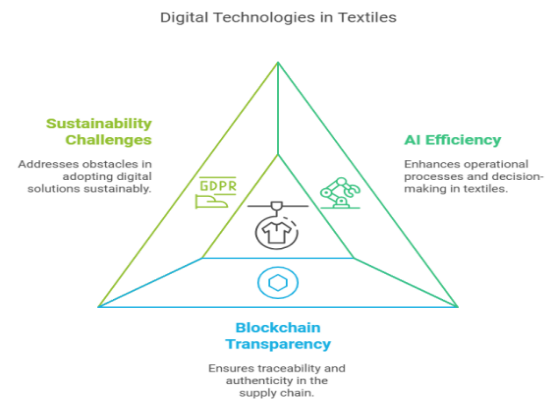 Digital Technologies in Textiles
Sustainability
Challenges
Addresses obstacles in
adopting digital
solutions sustainably.
GDPR
AI Efficiency
Enhances operational
processes and decision-
making in textiles.
Blockchain
Transparency
Ensures traceability and
authenticity in the
supply chain.